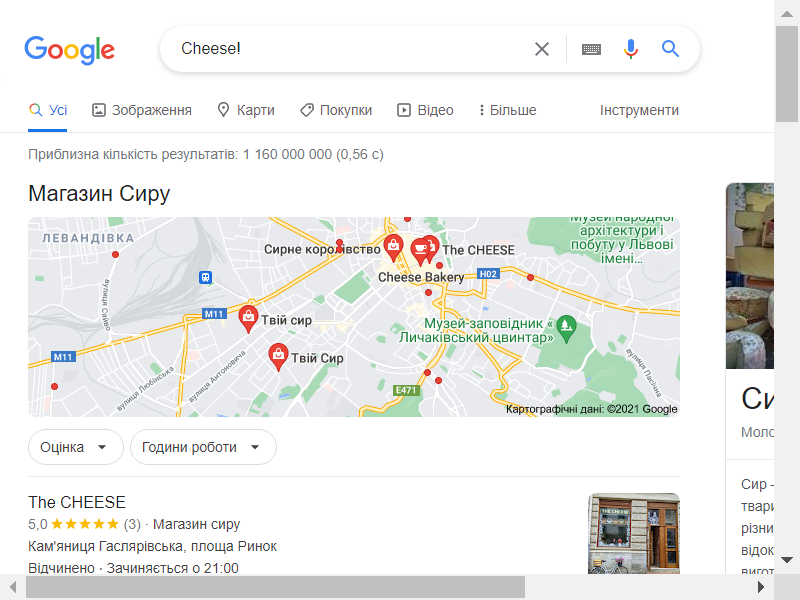 Google
Cheese!
Усі
Зображення
Карти
Покупки
Відео
Більше
Інструменти
Приблизна кількість результатів: 1 160 000 000 (0,56 с)
Магазин Сиру
Музей народної
архітектури і
побуту у Львові
імені...
ЛЕВАНДІВКА
Сирне королівство
The CHEESE
Cheese Bakery
H02
вулиця Сяйво
M11
Твій сир
Музей-заповідник «
Личаківський цвинтар»
M11
Твій Сир
вулиця Антоновича
вулиця Любінська
вулиця Пасічна
E471
Картографічні дані: ©2021 Google
Оцінка
Години роботи
The CHEESE
5,0 (3) · Магазин сиру
Кам'яниця Гаслярівська, площа Ринок
Відчинено · Зачиняється о 21:00
THE CHEESE
Си
Моло
Сир -
твари
різни
відок
вигот